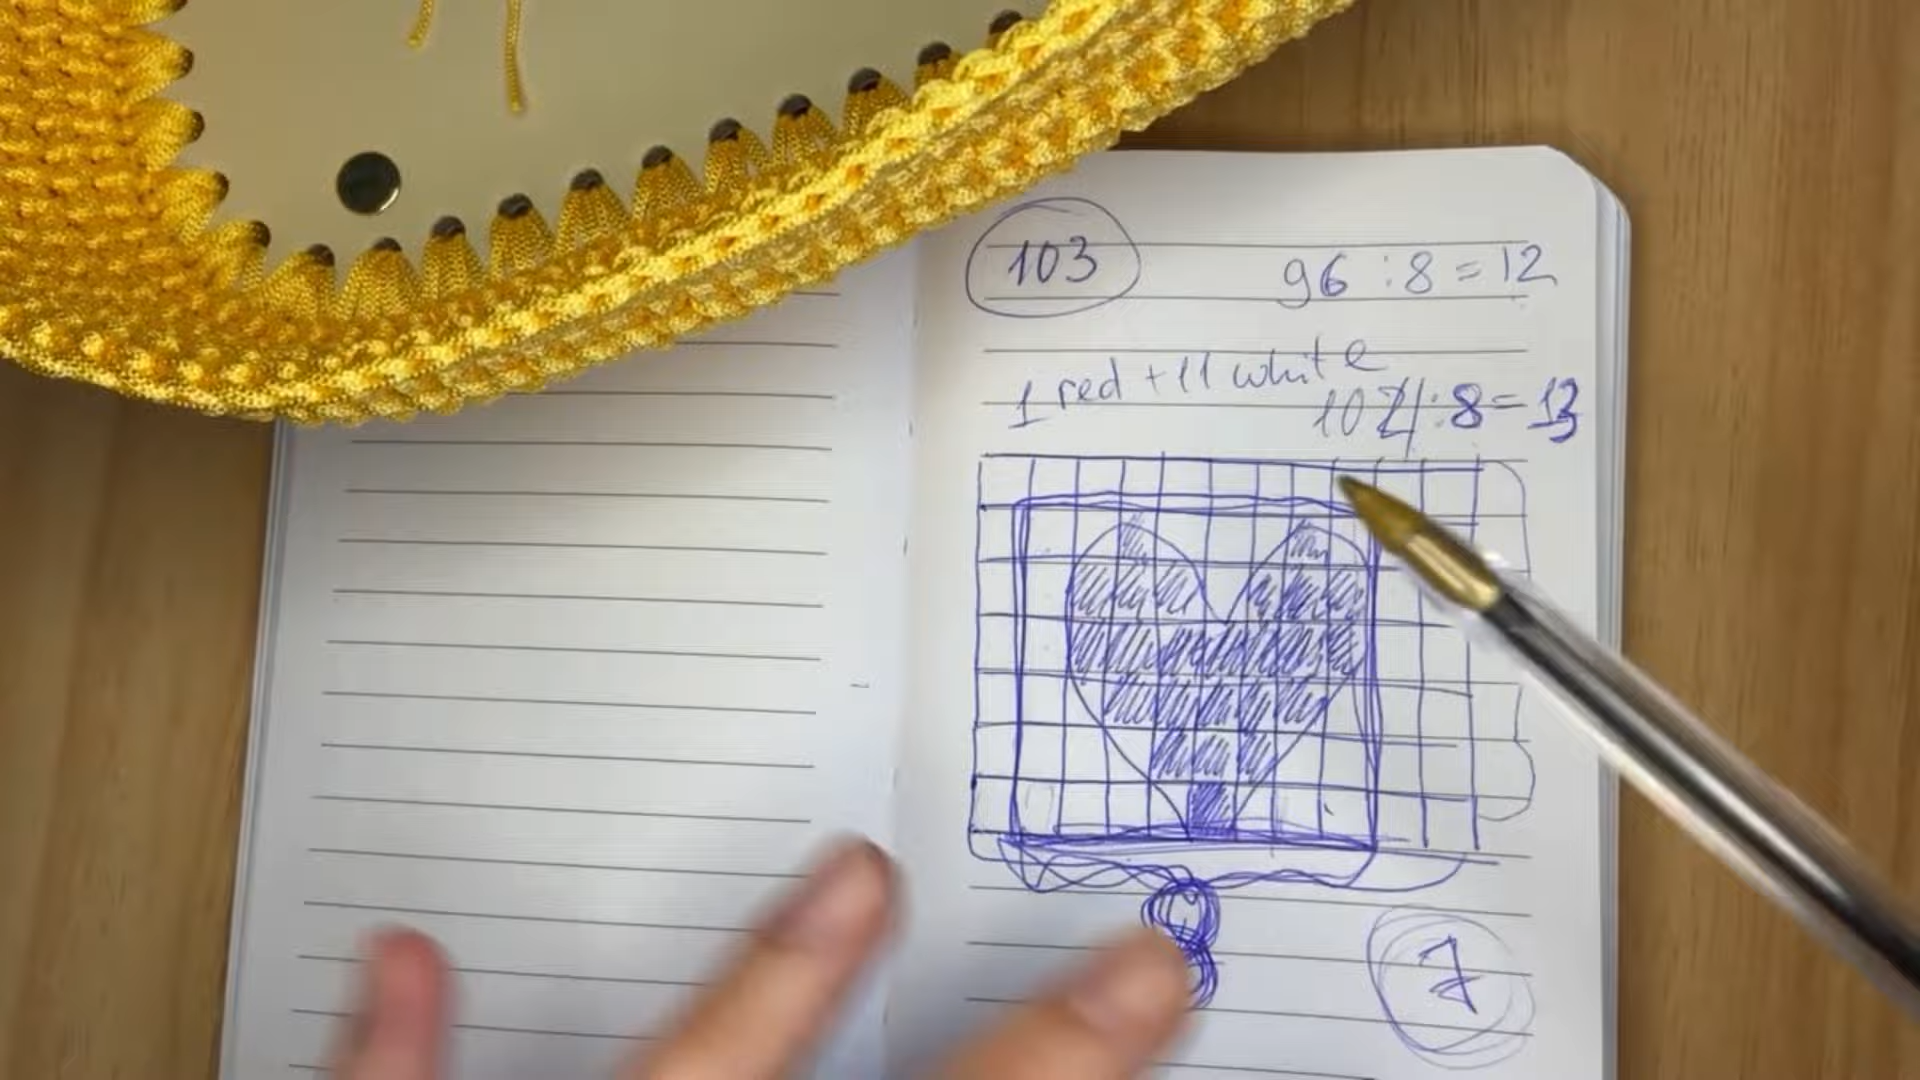 103
96 : 8 = 12
1 red + 11 white
104 : 8 = 13
8
7